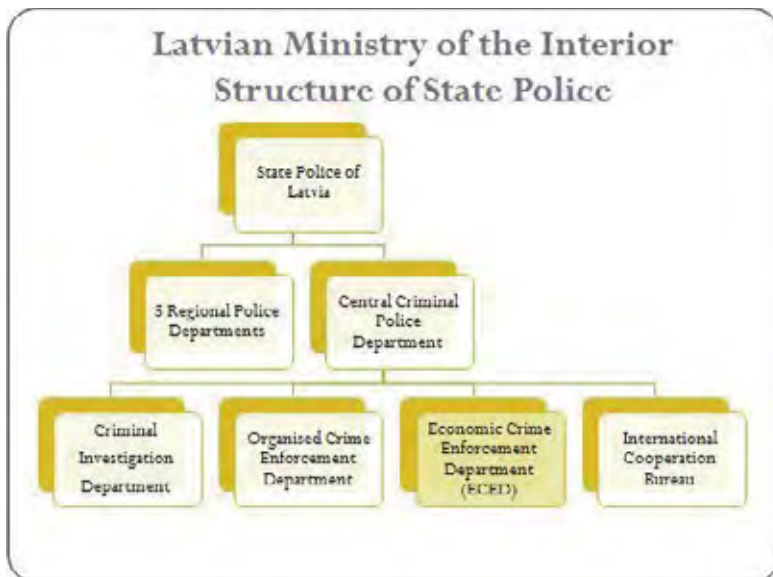 Latvian Ministry of the Interior
Structure of State Police
State Police of
Latvia
5 Regional Police
Departments
Central Criminal
Police
Department
Criminal
Investigation
Department
Organised Crime
Enforcement
Department
Economic Crime
Enforcement
Department
(ECED)
International
Cooperation
Bureau